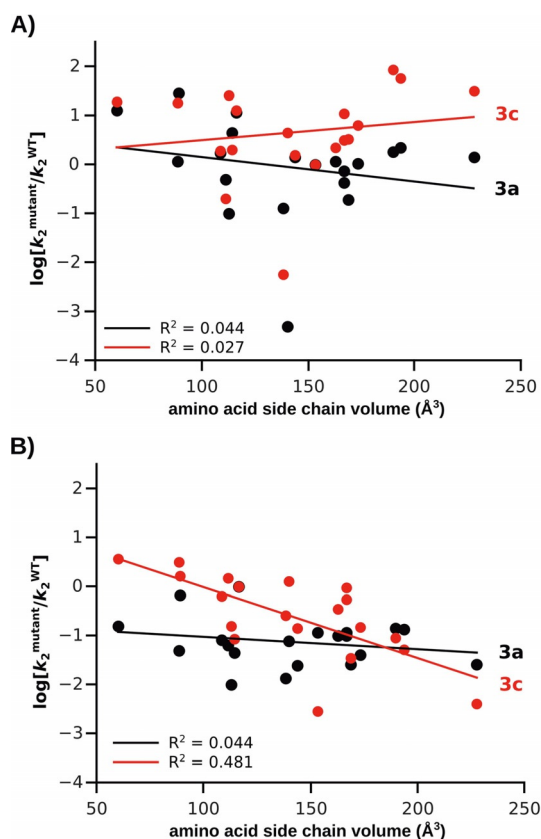 A)
2
1
0
−1
−2
−3
−4
log[k₂ᵐᵘᵗᵃⁿᵗ/k₂ᵂᵀ]
3c
3a
R² = 0.044
R² = 0.027
50 100 150 200 250
amino acid side chain volume (Å³)
B)
2
1
0
−1
−2
−3
−4
log[k₂ᵐᵘᵗᵃⁿᵗ/k₂ᵂᵀ]
3a
3c
R² = 0.044
R² = 0.481
50 100 150 200 250
amino acid side chain volume (Å³)